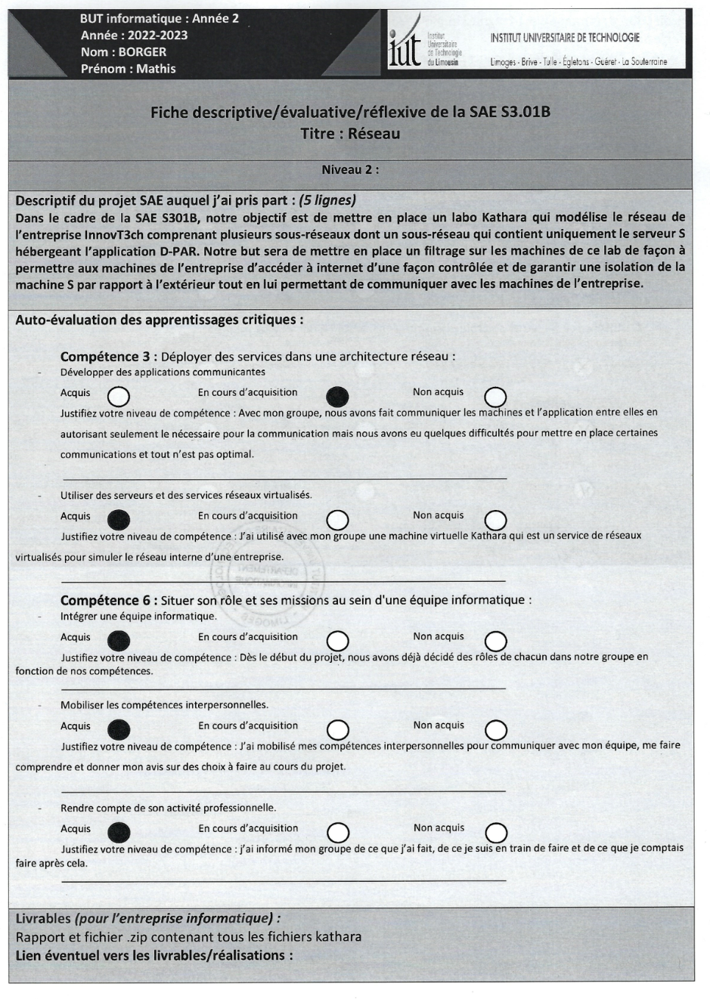 BUT informatique : Année 2
Année : 2022-2023
Nom : BORGER
Prénom : Mathis
iut
Institut
Universitaire
de Technologie
du Limousin
INSTITUT UNIVERSITAIRE DE TECHNOLOGIE
Limoges - Brive - Tulle - Égletons - Guéret - La Souterraine
Fiche descriptive/évaluative/réflexive de la SAE S3.01B
Titre : Réseau
Niveau 2 :
Descriptif du projet SAE auquel j'ai pris part : (5 lignes)
Dans le cadre de la SAE S301B, notre objectif est de mettre en place un labo Kathara qui modélise le réseau de
l'entreprise InnovT3ch comprenant plusieurs sous-réseaux dont un sous-réseau qui contient uniquement le serveur S
hébergeant l'application D-PAR. Notre but sera de mettre en place un filtrage sur les machines de ce lab de façon à
permettre aux machines de l'entreprise d'accéder à internet d'une façon contrôlée et de garantir une isolation de la
machine S par rapport à l'extérieur tout en lui permettant de communiquer avec les machines de l'entreprise.
Auto-évaluation des apprentissages critiques :
Compétence 3 : Déployer des services dans une architecture réseau :
- Développer des applications communicantes
Acquis En cours d'acquisition Non acquis
Justifiez votre niveau de compétence : Avec mon groupe, nous avons fait communiquer les machines et l'application entre elles en
autorisant seulement le nécessaire pour la communication mais nous avons eu quelques difficultés pour mettre en place certaines
communications et tout n'est pas optimal.
- Utiliser des serveurs et des services réseaux virtualisés.
Acquis En cours d'acquisition Non acquis
Justifiez votre niveau de compétence : J'ai utilisé avec mon groupe une machine virtuelle Kathara qui est un service de réseaux
virtualisés pour simuler le réseau interne d'une entreprise.
Compétence 6 : Situer son rôle et ses missions au sein d'une équipe informatique :
- Intégrer une équipe informatique.
Acquis En cours d'acquisition Non acquis
Justifiez votre niveau de compétence : Dès le début du projet, nous avons déjà décidé des rôles de chacun dans notre groupe en
fonction de nos compétences.
- Mobiliser les compétences interpersonnelles.
Acquis En cours d'acquisition Non acquis
Justifiez votre niveau de compétence : J'ai mobilisé mes compétences interpersonnelles pour communiquer avec mon équipe, me faire
comprendre et donner mon avis sur des choix à faire au cours du projet.
- Rendre compte de son activité professionnelle.
Acquis En cours d'acquisition Non acquis
Justifiez votre niveau de compétence : j'ai informé mon groupe de ce que j'ai fait, de ce je suis en train de faire et de ce que je comptais
faire après cela.
Livrables (pour l'entreprise informatique) :
Rapport et fichier .zip contenant tous les fichiers kathara
Lien éventuel vers les livrables/réalisations :